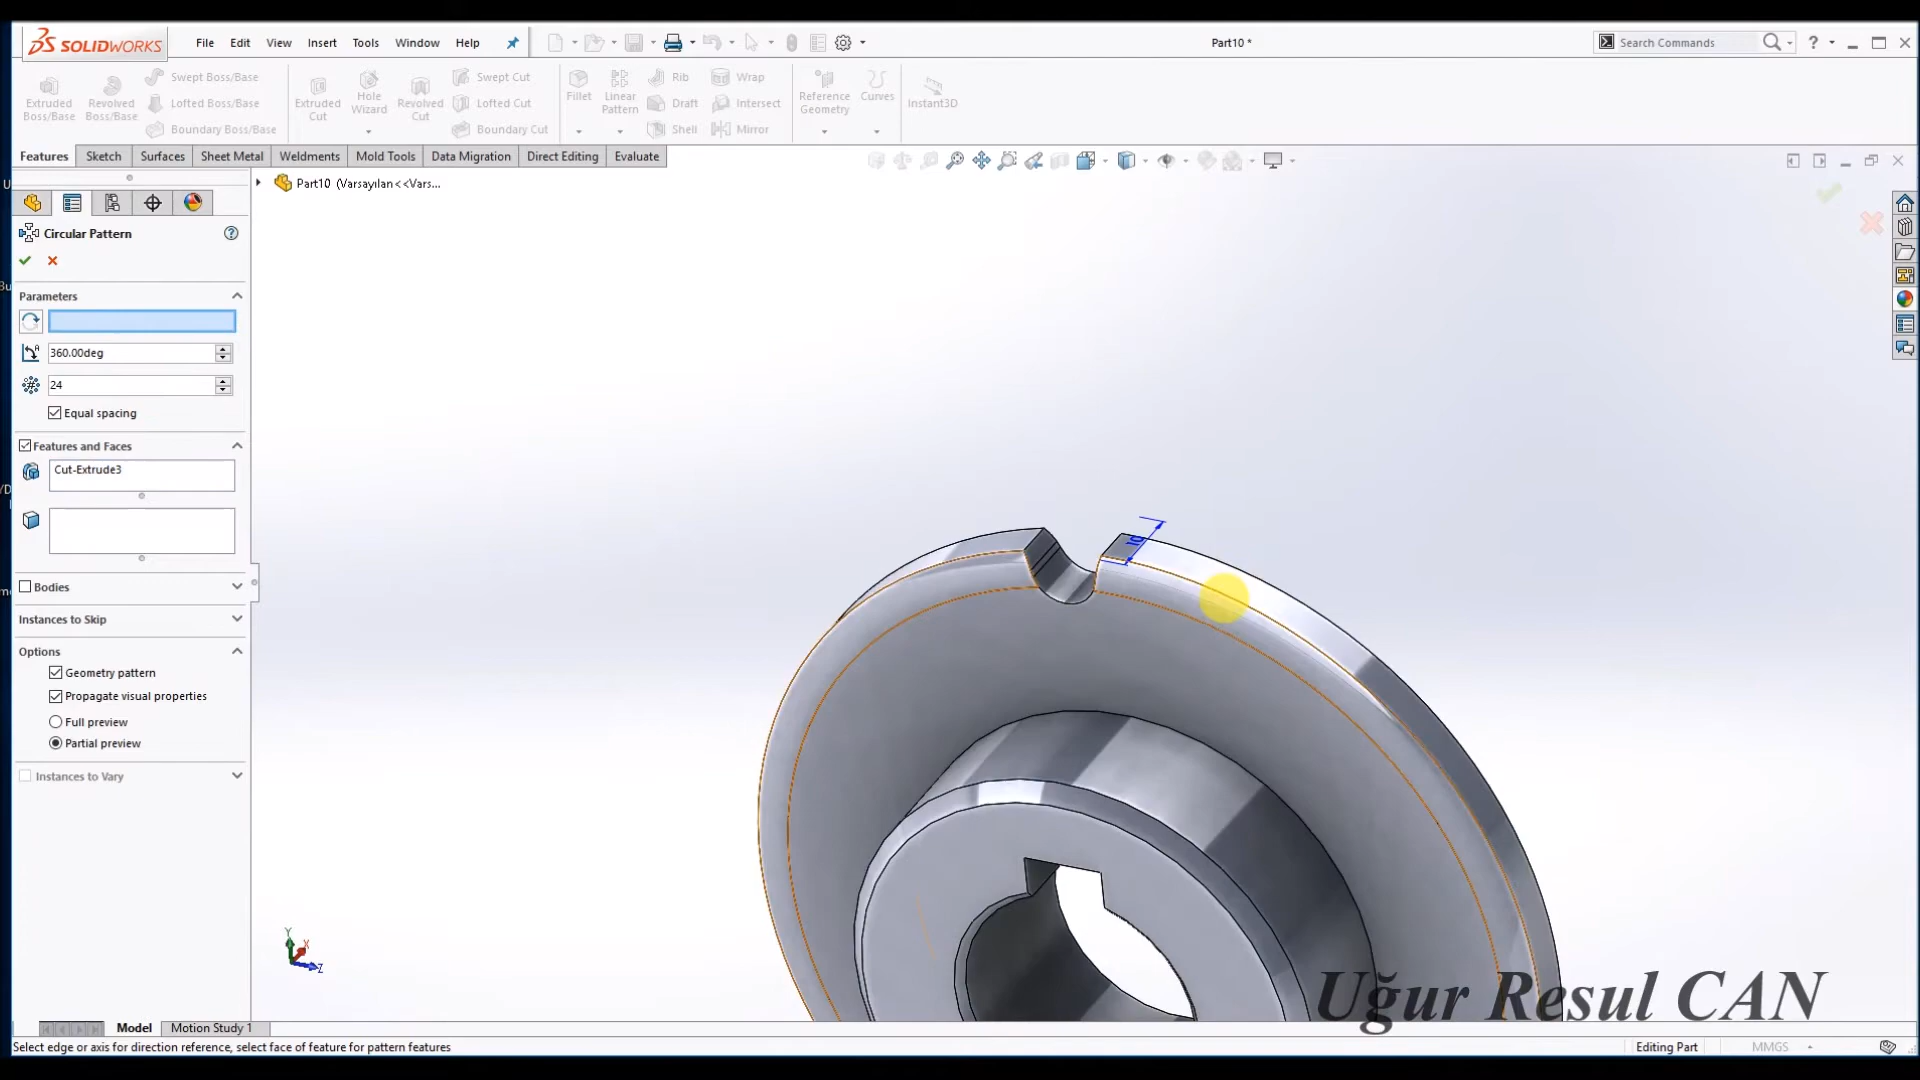 SOLIDWORKS
File Edit View Insert Tools Window Help
Part10 *
Search Commands
Extruded Boss/Base
Revolved Boss/Base
Swept Boss/Base
Lofted Boss/Base
Boundary Boss/Base
Extruded Cut
Hole Wizard
Revolved Cut
Swept Cut
Lofted Cut
Boundary Cut
Fillet
Linear Pattern
Rib
Draft
Shell
Wrap
Intersect
Mirror
Reference Geometry
Curves
Instant3D
Features Sketch Surfaces Sheet Metal Weldments Mold Tools Data Migration Direct Editing Evaluate
Part10 (Varsayılan<<Vars...
Circular Pattern
Parameters
360.00deg
24
Equal spacing
Features and Faces
Cut-Extrude3
Bodies
Instances to Skip
Options
Geometry pattern
Propagate visual properties
Full preview
Partial preview
Instances to Vary
10
Y
X
Z
Uğur Resul CAN
Model Motion Study 1
Select edge or axis for direction reference, select face of feature for pattern features
Editing Part
MMGS